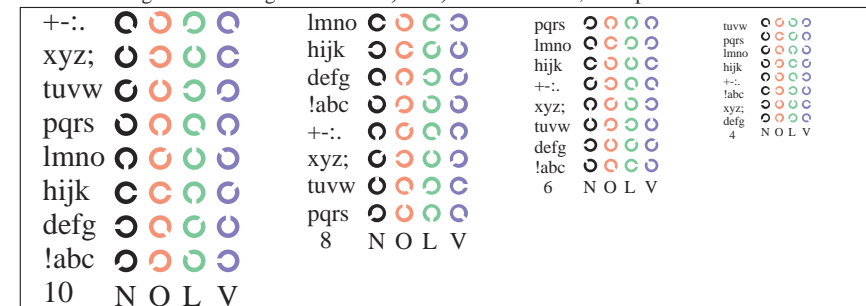 +-:.
xyz;
tuvw
pqrs
lmno
hijk
defg
!abc
10 N O L V
lmno
hijk
defg
!abc
+-:.
xyz;
tuvw
pqrs
8 N O L V
pqrs
lmno
hijk
+-:.
xyz;
tuvw
defg
!abc
6 N O L V
tuvw
pqrs
lmno
hijk
+-:.
!abc
xyz;
defg
4 N O L V